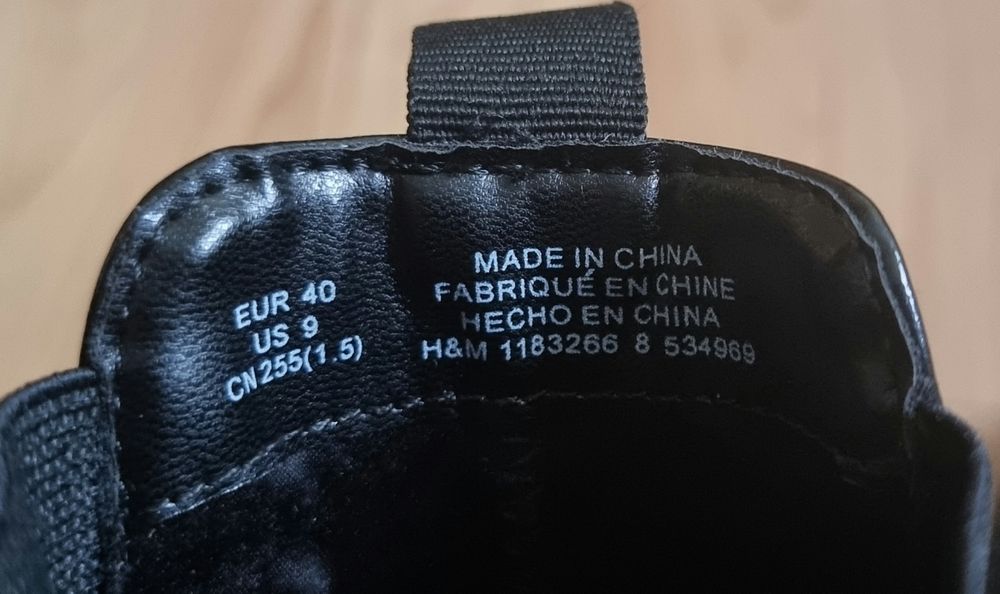 EUR 40
US 9
CN255(1.5)
MADE IN CHINA
FABRIQUÉ EN CHINE
HECHO EN CHINA
H&M 1183266 8 534969